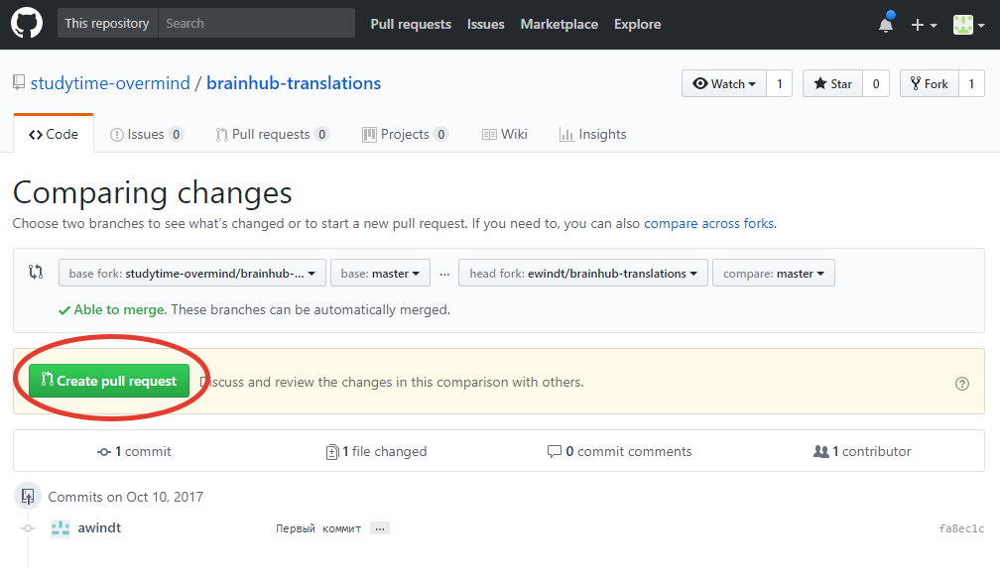 This repository Search Pull requests Issues Marketplace Explore
studytime-overmind / brainhub-translations Watch 1 Star 0 Fork 1
Code Issues 0 Pull requests 0 Projects 0 Wiki Insights
Comparing changes
Choose two branches to see what's changed or to start a new pull request. If you need to, you can also compare across forks.
base fork: studytime-overmind/brainhub-... base: master ... head fork: ewindt/brainhub-translations compare: master
Able to merge. These branches can be automatically merged.
Create pull request Discuss and review the changes in this comparison with others.
1 commit 1 file changed 0 commit comments 1 contributor
Commits on Oct 10, 2017
awindt Первый коммит ... fa8ec1c